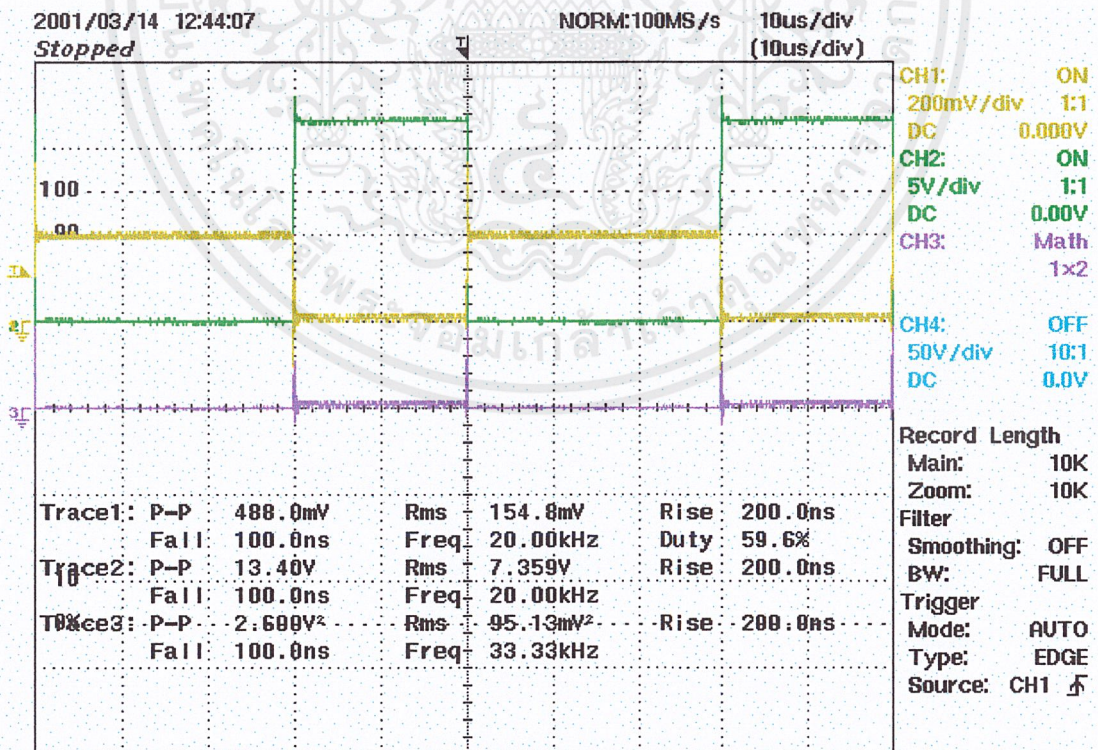 2001/03/14 12:44:07 NORM:100MS/s 10us/div
Stopped (10us/div)
CH1: ON
200mV/div 1:1
DC 0.000V
CH2: ON
5V/div 1:1
DC 0.00V
CH3: Math
1×2
CH4: OFF
50V/div 10:1
DC 0.0V
100
90
Record Length
Main: 10K
Zoom: 10K
Filter
Smoothing: OFF
BW: FULL
Trigger
Mode: AUTO
Type: EDGE
Source: CH1
Trace1: P-P 488.0mV Rms 154.8mV Rise 200.0ns
Fall 100.0ns Freq 20.00kHz Duty 59.6%
Trace2: P-P 13.40V Rms 7.359V Rise 200.0ns
10
Fall 100.0ns Freq 20.00kHz
Trace3: P-P 2.600V² Rms 95.13mV² Rise 200.0ns
0%
Fall 100.0ns Freq 33.33kHz